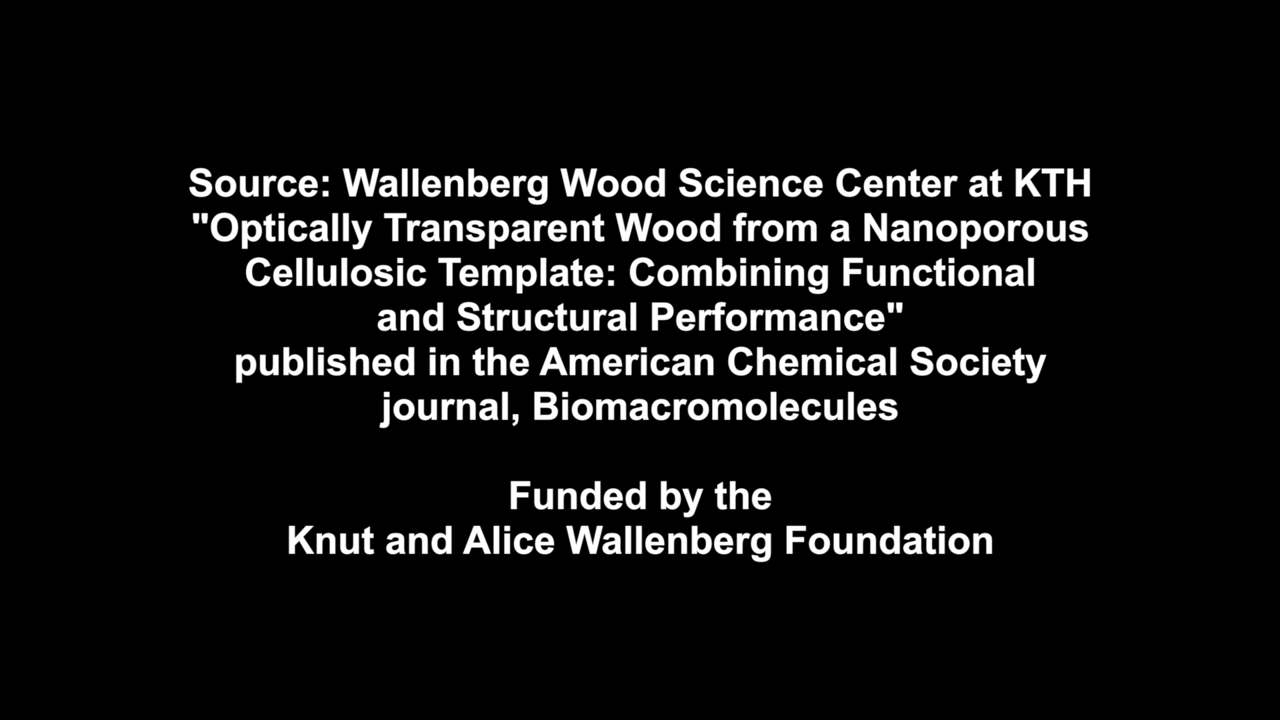 Source: Wallenberg Wood Science Center at KTH
"Optically Transparent Wood from a Nanoporous
Cellulosic Template: Combining Functional
and Structural Performance"
published in the American Chemical Society
journal, Biomacromolecules
Funded by the
Knut and Alice Wallenberg Foundation